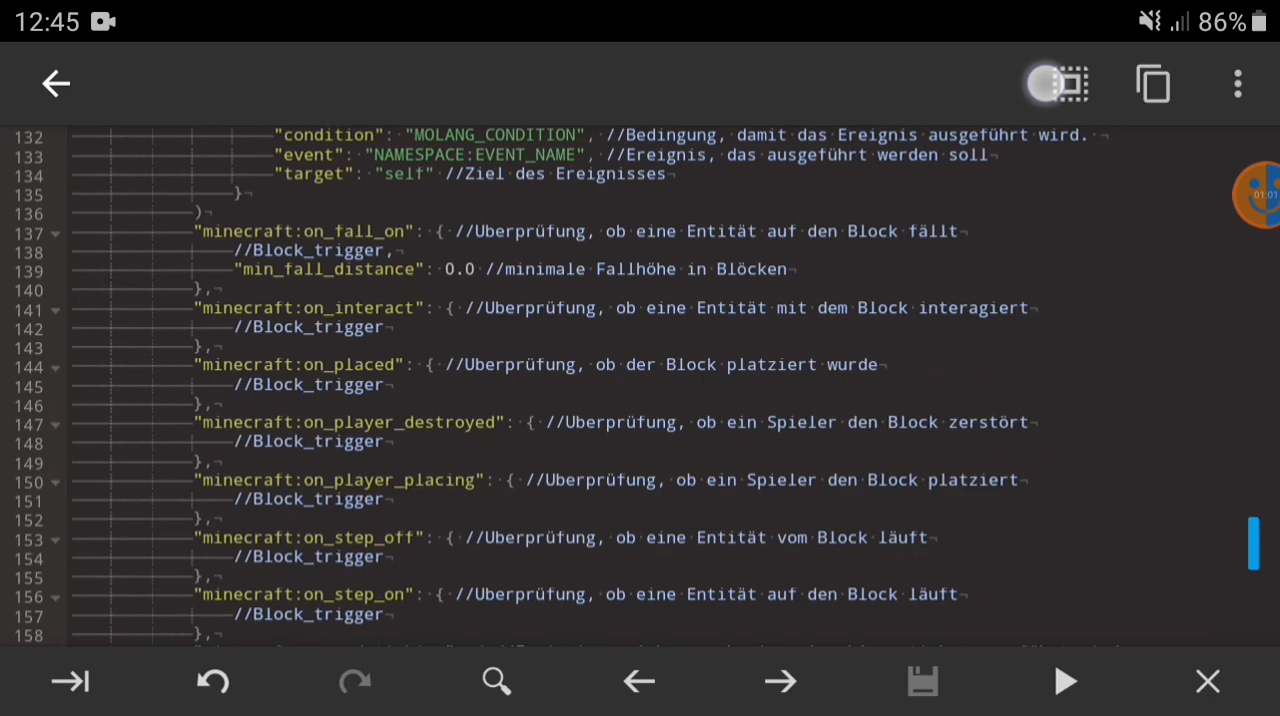 12:45 86%
132 "condition": "MOLANG_CONDITION", //Bedingung, damit das Ereignis ausgeführt wird.
133 "event": "NAMESPACE:EVENT_NAME", //Ereignis, das ausgeführt werden soll
134 "target": "self" //Ziel des Ereignisses
135 }
136 )
137 "minecraft:on_fall_on": { //Überprüfung, ob eine Entität auf den Block fällt
138 //Block_trigger,
139 "min_fall_distance": 0.0 //minimale Fallhöhe in Blöcken
140 },
141 "minecraft:on_interact": { //Überprüfung, ob eine Entität mit dem Block interagiert
142 //Block_trigger
143 },
144 "minecraft:on_placed": { //Überprüfung, ob der Block platziert wurde
145 //Block_trigger
146 },
147 "minecraft:on_player_destroyed": { //Überprüfung, ob ein Spieler den Block zerstört
148 //Block_trigger
149 },
150 "minecraft:on_player_placing": { //Überprüfung, ob ein Spieler den Block platziert
151 //Block_trigger
152 },
153 "minecraft:on_step_off": { //Überprüfung, ob eine Entität vom Block läuft
154 //Block_trigger
155 },
156 "minecraft:on_step_on": { //Überprüfung, ob eine Entität auf den Block läuft
157 //Block_trigger
158 },
01:01